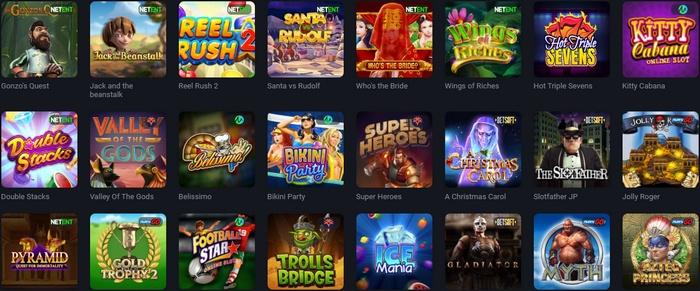 GONZO'S QUEST
NETENT
NETENT
Jack and the Beanstalk
NETENT
REEL RUSH 2
NETENT
SANTA VS RUDOLF
NETENT
WHO'S THE BRIDE?
Wings of Riches
NETENT
Hot Triple SEVENS
KITTY Cabana
ONLINE SLOT
Gonzo's Quest
Jack and the
beanstalk
Reel Rush 2
Santa vs Rudolf
Who's the Bride
Wings of Riches
Hot Triple Sevens
Kitty Cabana
NETENT
Double Stacks
VALLEY OF THE GODS
Belissimo
BIKINI Party
SUPER HEROES
BETSOFT
A CHRISTMAS CAROL
BETSOFT
THE SLOTFATHER
JOLLY ROGER
Double Stacks
Valley Of The Gods
Belissimo
Bikini Party
Super Heroes
A Christmas Carol
Slotfather JP
Jolly Roger
NETENT
PYRAMID
QUEST FOR IMMORTALITY
GOLD TROPHY 2
FOOTBALL STAR
TROLLS BRIDGE
ICE Mania
BETSOFT
GLADIATOR
MYTH
AZTEC PRINCESS